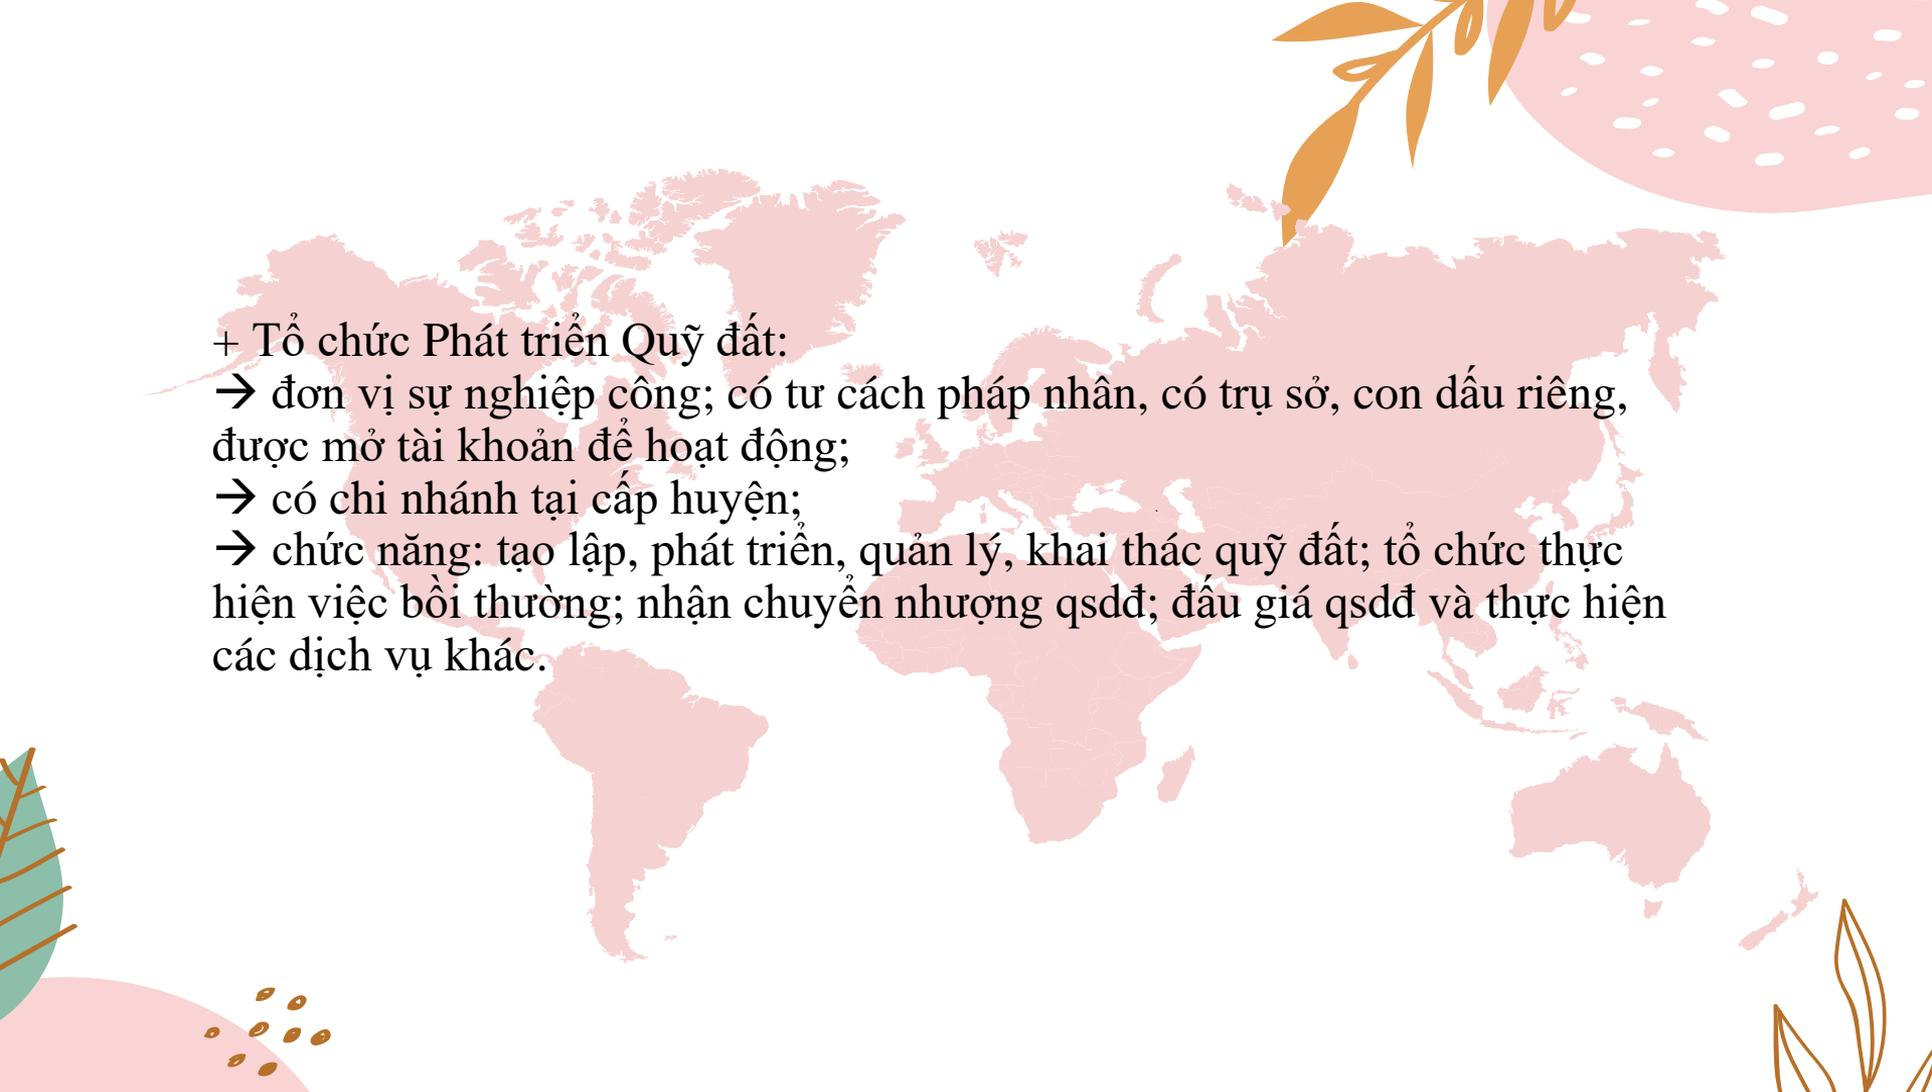 + Tổ chức Phát triển Quỹ đất:
→ đơn vị sự nghiệp công; có tư cách pháp nhân, có trụ sở, con dấu riêng,
được mở tài khoản để hoạt động;
→ có chi nhánh tại cấp huyện;
→ chức năng: tạo lập, phát triển, quản lý, khai thác quỹ đất; tổ chức thực
hiện việc bồi thường; nhận chuyển nhượng qsdđ; đấu giá qsdđ và thực hiện
các dịch vụ khác.